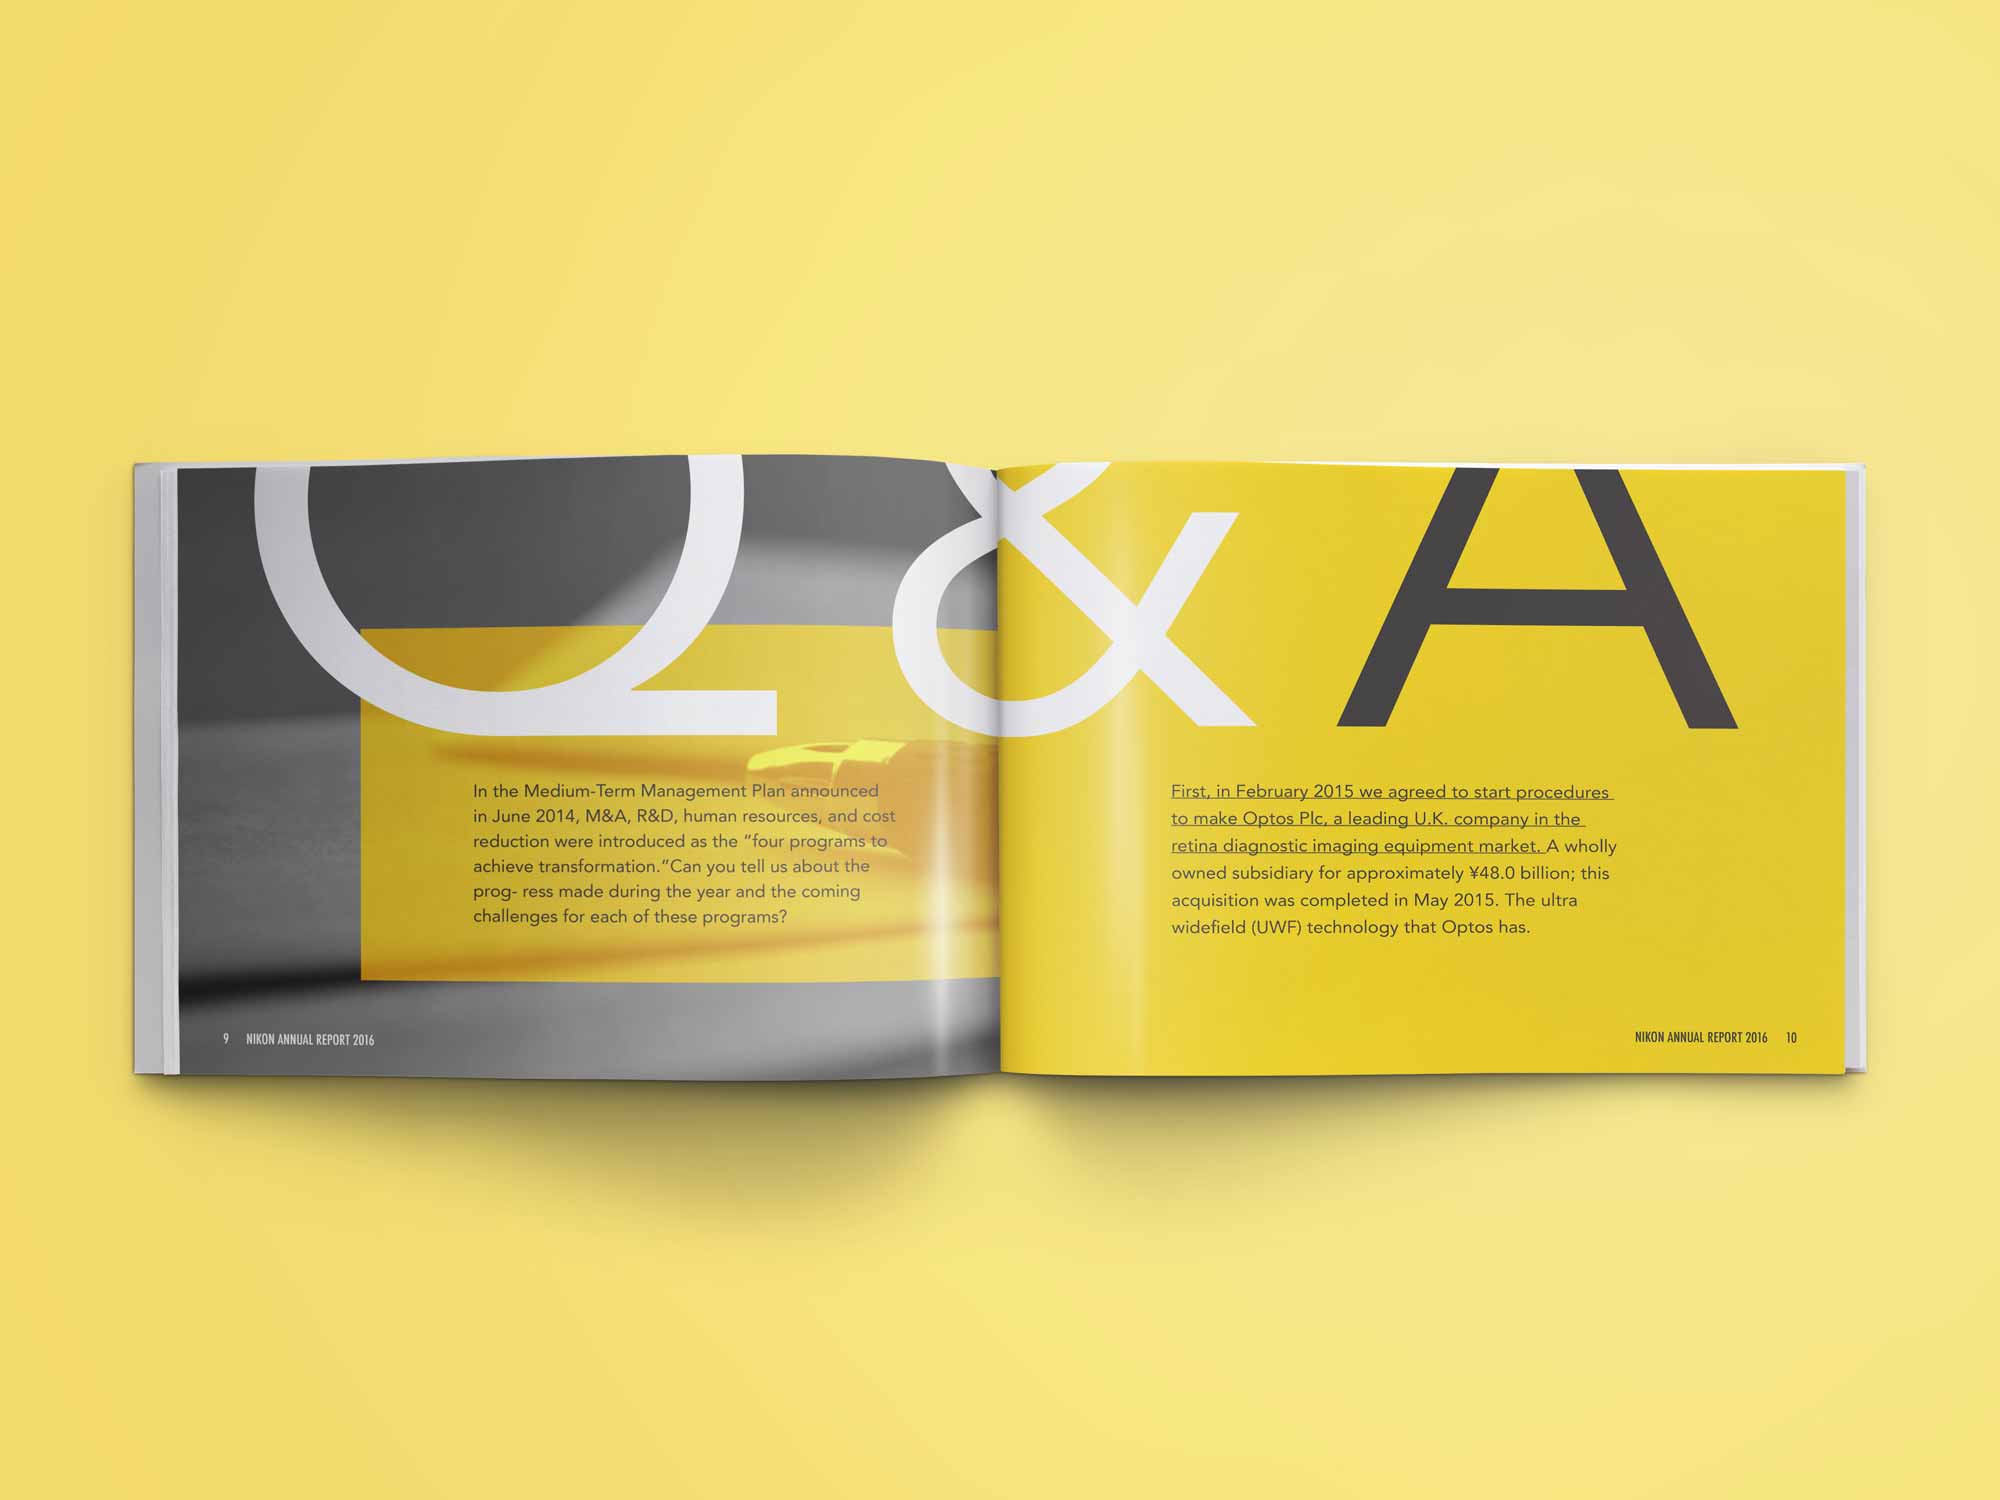 Q & A
In the Medium-Term Management Plan announced
in June 2014, M&A, R&D, human resources, and cost
reduction were introduced as the “four programs to
achieve transformation.”Can you tell us about the
prog- ress made during the year and the coming
challenges for each of these programs?
First, in February 2015 we agreed to start procedures
to make Optos Plc, a leading U.K. company in the
retina diagnostic imaging equipment market. A wholly
owned subsidiary for approximately ¥48.0 billion; this
acquisition was completed in May 2015. The ultra
widefield (UWF) technology that Optos has.
9 NIKON ANNUAL REPORT 2016
NIKON ANNUAL REPORT 2016 10